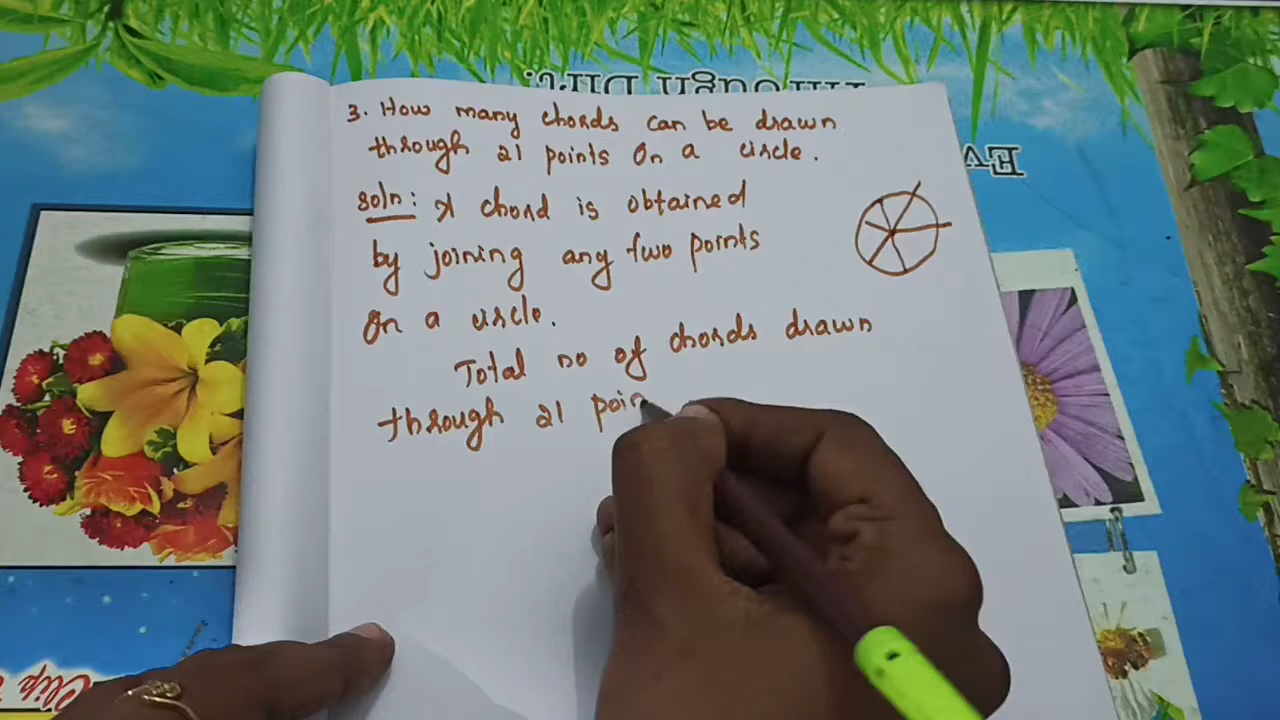 3. How many chords can be drawn
through 21 points on a circle.
Soln: A chord is obtained
by joining any two points
on a circle.
Total no of chords drawn
through 21 poin